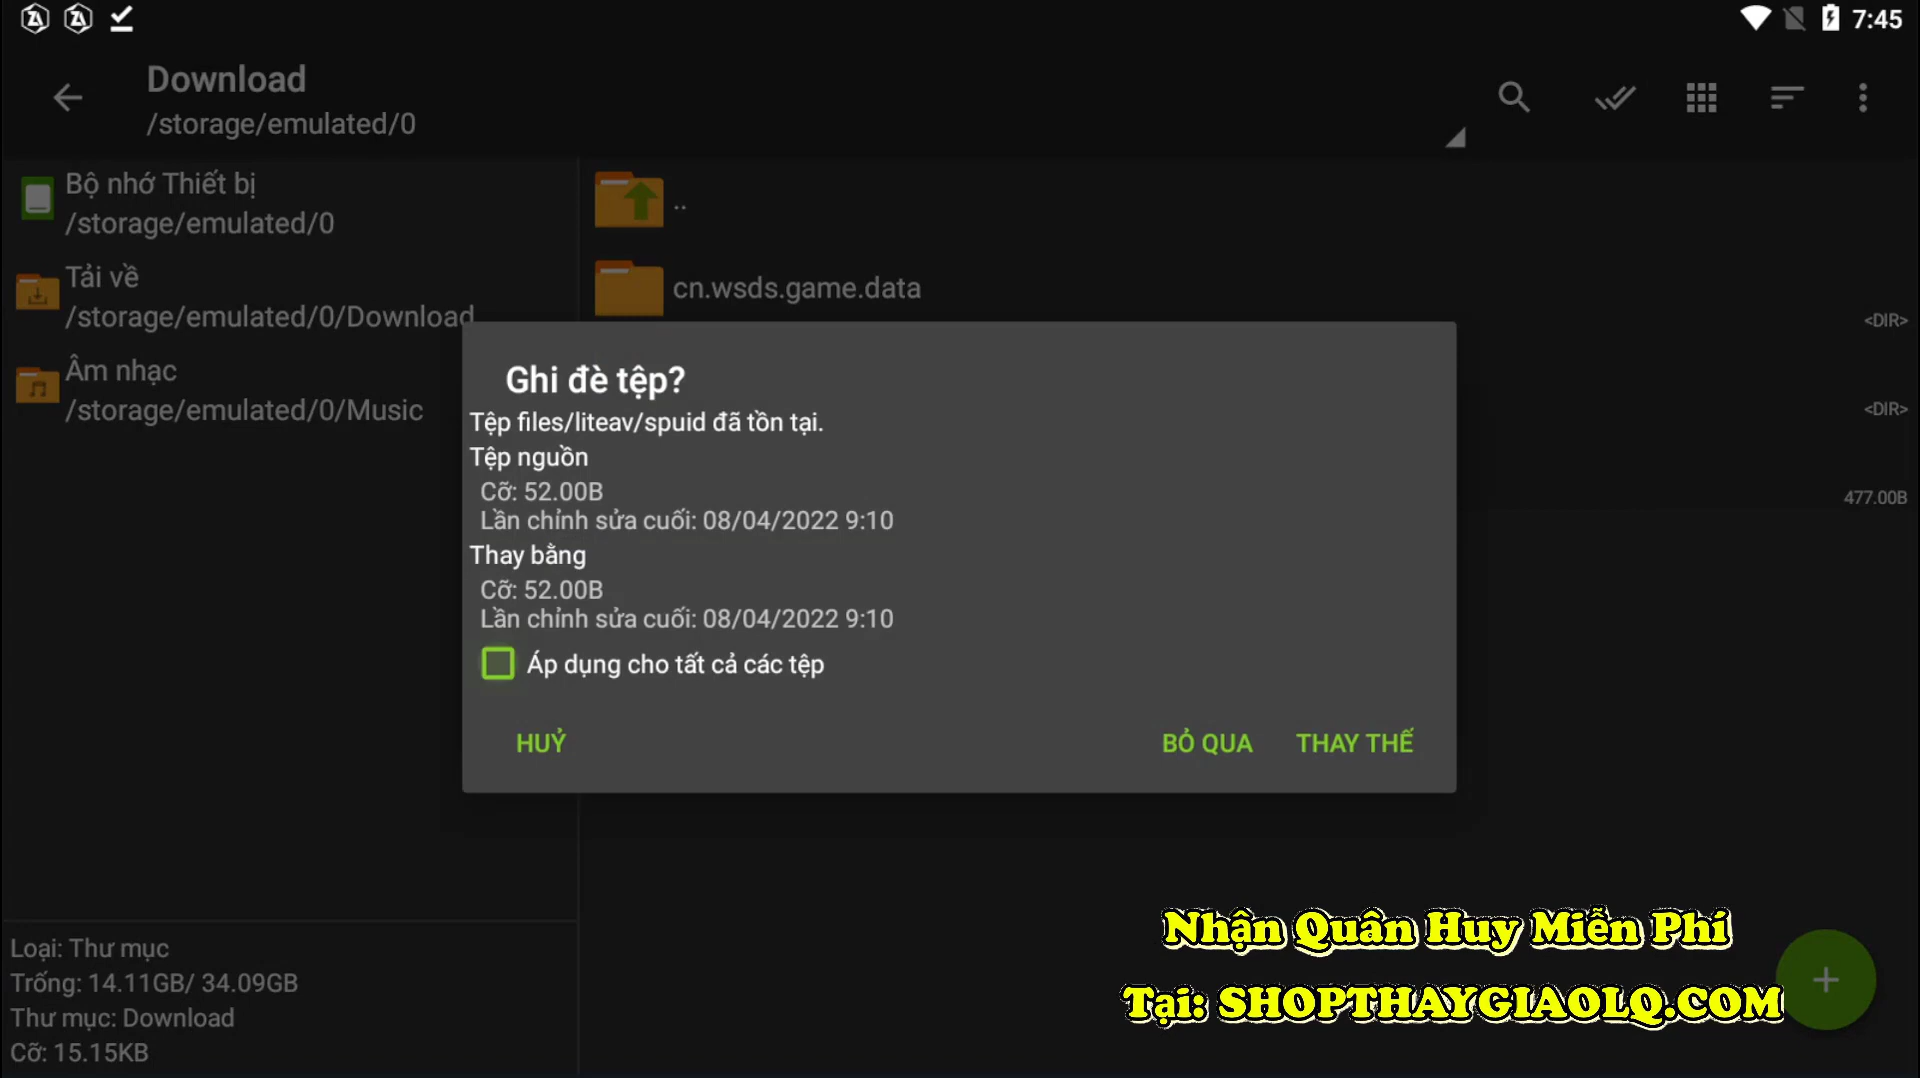 7:45
Download
/storage/emulated/0
Bộ nhớ Thiết bị
/storage/emulated/0
Tải về
/storage/emulated/0/Download
Âm nhạc
/storage/emulated/0/Music
..
cn.wsds.game.data
<DIR>
<DIR>
477.00B
Ghi đè tệp?
Tệp files/liteav/spuid đã tồn tại.
Tệp nguồn
Cỡ: 52.00B
Lần chỉnh sửa cuối: 08/04/2022 9:10
Thay bằng
Cỡ: 52.00B
Lần chỉnh sửa cuối: 08/04/2022 9:10
Áp dụng cho tất cả các tệp
HUỶ
BỎ QUA
THAY THẾ
Loại: Thư mục
Trống: 14.11GB/ 34.09GB
Thư mục: Download
Cỡ: 15.15KB
Nhận Quân Huy Miễn Phí
Tại: SHOPTHAYGIAOLQ.COM